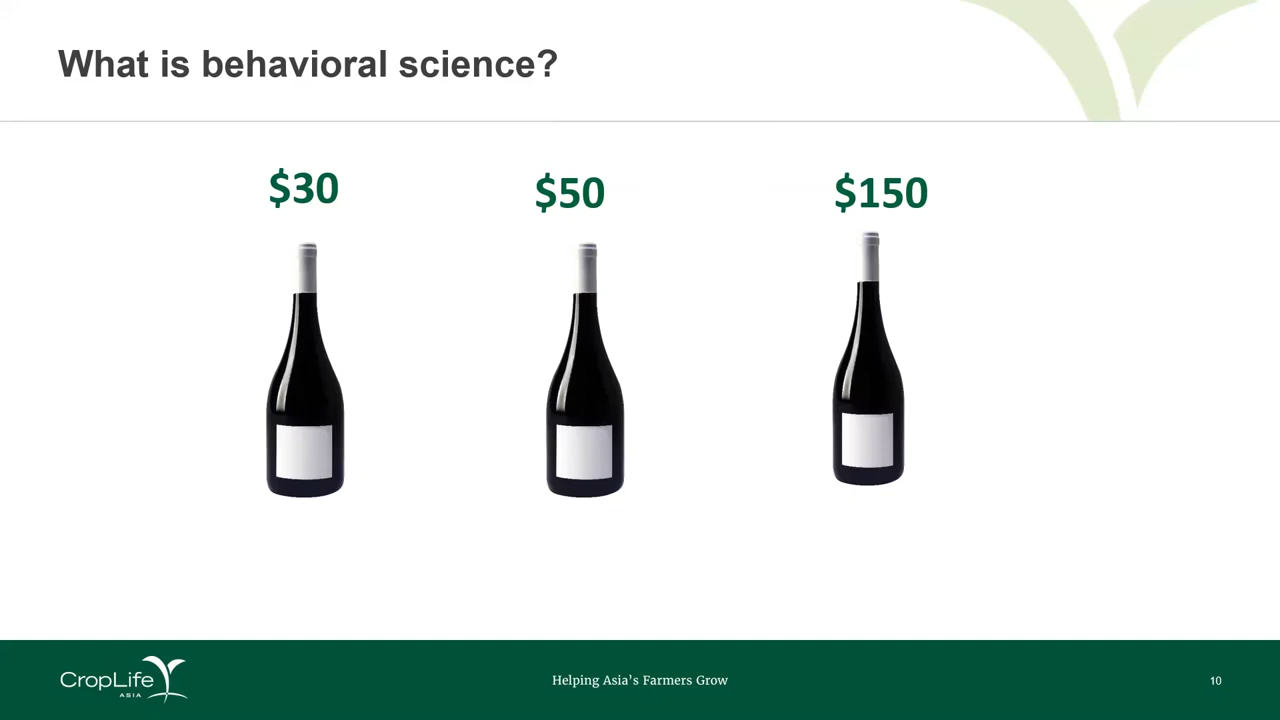 What is behavioral science?
$30
$50
$150
CropLife
ASIA
Helping Asia's Farmers Grow
10